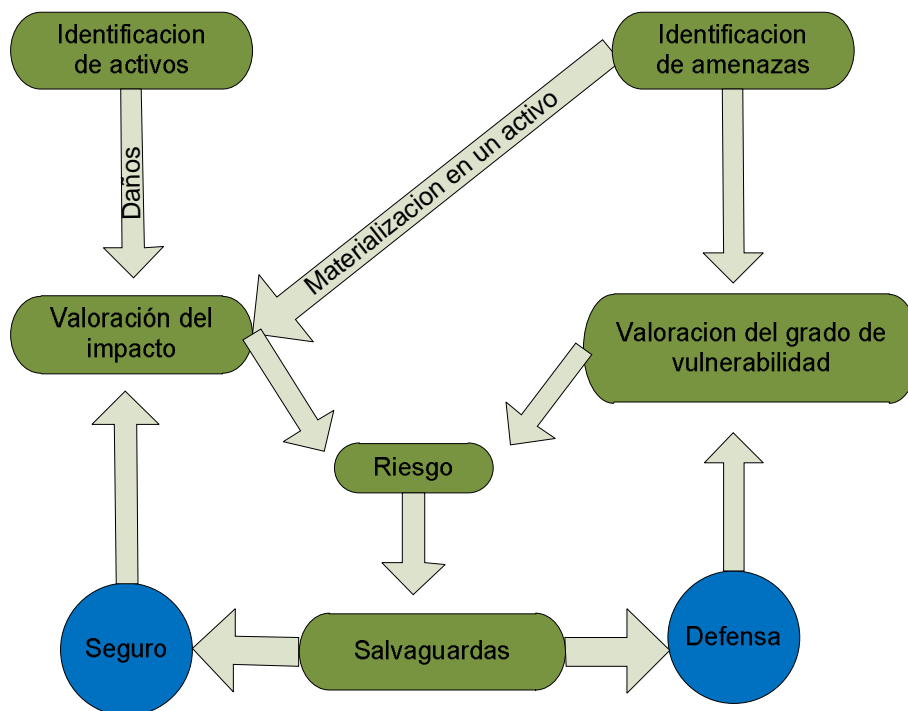 Identificacion
de activos
Identificacion
de amenazas
Daños
Materializacion en un activo
Valoración del
impacto
Valoracion del grado de
vulnerabilidad
Riesgo
Seguro
Salvaguardas
Defensa